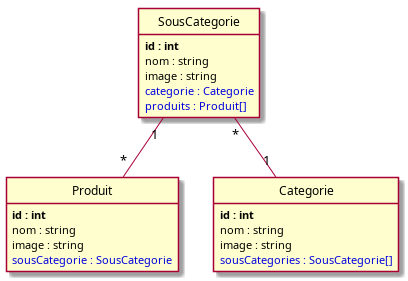 SousCategorie
id : int
nom : string
image : string
categorie : Categorie
produits : Produit[]
1
*
*
1
Produit
id : int
nom : string
image : string
sousCategorie : SousCategorie
Categorie
id : int
nom : string
image : string
sousCategories : SousCategorie[]